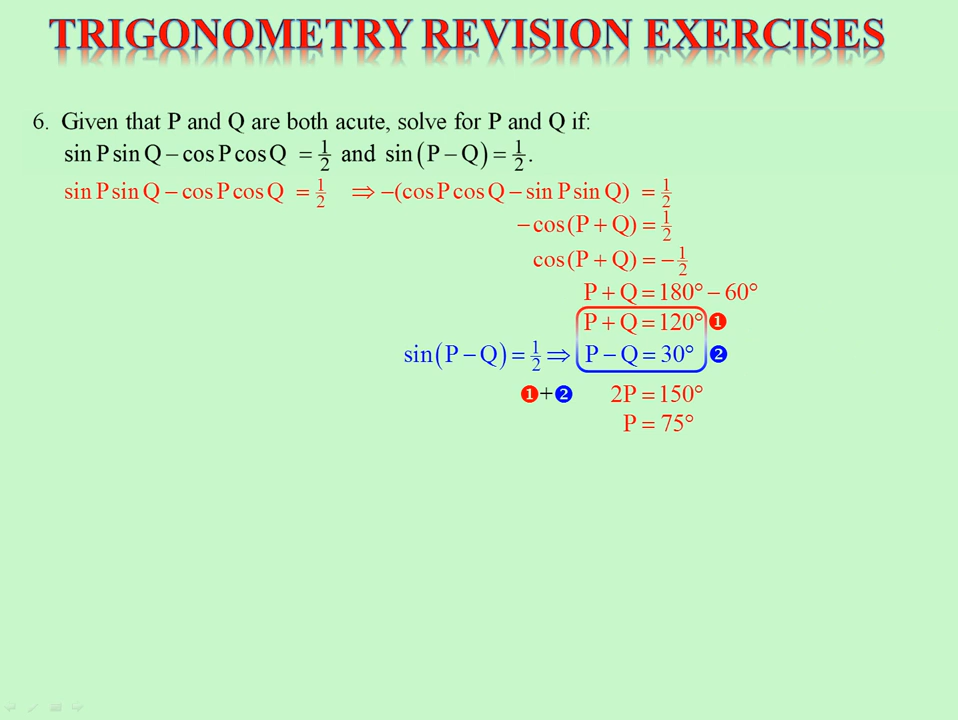 TRIGONOMETRY REVISION EXERCISES
6. Given that P and Q are both acute, solve for P and Q if:
sin P sin Q – cos P cos Q = 1/2 and sin (P – Q) = 1/2.
sin P sin Q – cos P cos Q = 1/2 ⇒ –(cos P cos Q – sin P sin Q) = 1/2
– cos (P + Q) = 1/2
cos (P + Q) = – 1/2
P + Q = 180° – 60°
P + Q = 120° ❶
sin (P – Q) = 1/2 ⇒ P – Q = 30° ❷
❶+❷ 2P = 150°
P = 75°